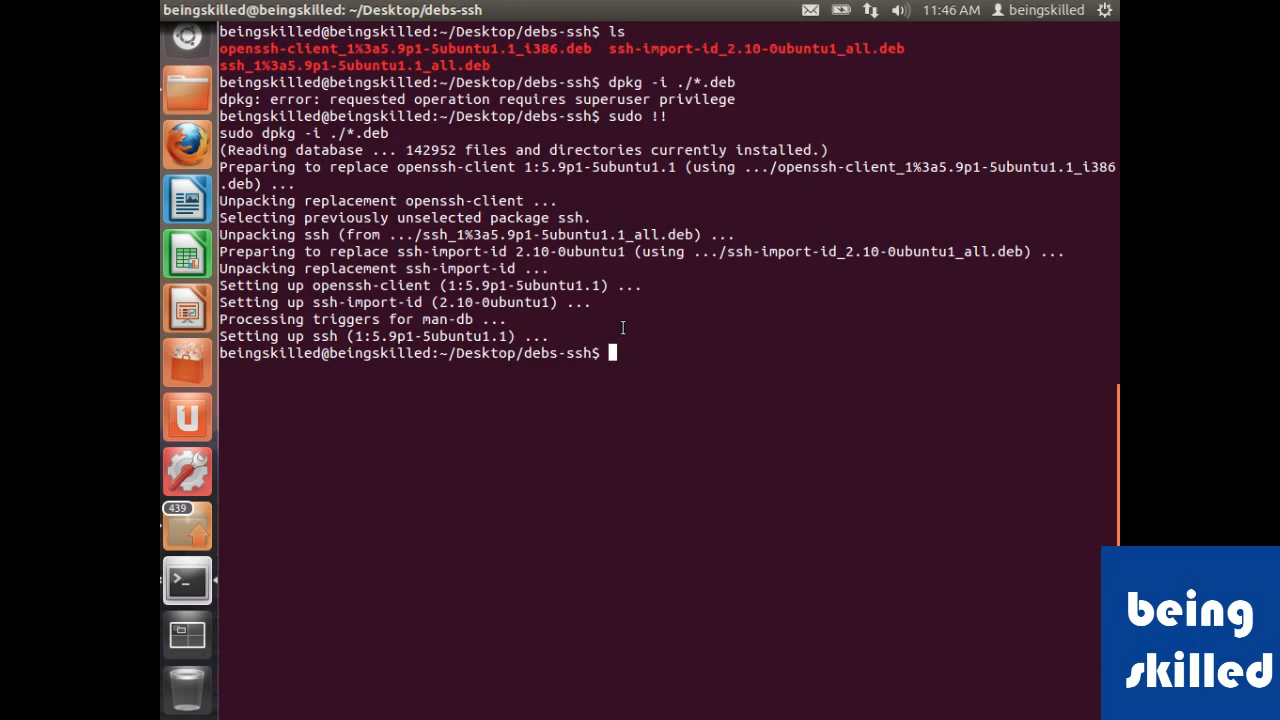 beingskilled@beingskilled: ~/Desktop/debs-ssh
11:46 AM
beingskilled
beingskilled@beingskilled:~/Desktop/debs-ssh$ ls
openssh-client_1%3a5.9p1-5ubuntu1.1_i386.deb ssh-import-id_2.10-0ubuntu1_all.deb
ssh_1%3a5.9p1-5ubuntu1.1_all.deb
beingskilled@beingskilled:~/Desktop/debs-ssh$ dpkg -i ./*.deb
dpkg: error: requested operation requires superuser privilege
beingskilled@beingskilled:~/Desktop/debs-ssh$ sudo !!
sudo dpkg -i ./*.deb
(Reading database ... 142952 files and directories currently installed.)
Preparing to replace openssh-client 1:5.9p1-5ubuntu1.1 (using .../openssh-client_1%3a5.9p1-5ubuntu1.1_i386
.deb) ...
Unpacking replacement openssh-client ...
Selecting previously unselected package ssh.
Unpacking ssh (from .../ssh_1%3a5.9p1-5ubuntu1.1_all.deb) ...
Preparing to replace ssh-import-id 2.10-0ubuntu1 (using .../ssh-import-id_2.10-0ubuntu1_all.deb) ...
Unpacking replacement ssh-import-id ...
Setting up openssh-client (1:5.9p1-5ubuntu1.1) ...
Setting up ssh-import-id (2.10-0ubuntu1) ...
Processing triggers for man-db ...
Setting up ssh (1:5.9p1-5ubuntu1.1) ...
beingskilled@beingskilled:~/Desktop/debs-ssh$
U
439
>_
being
skilled